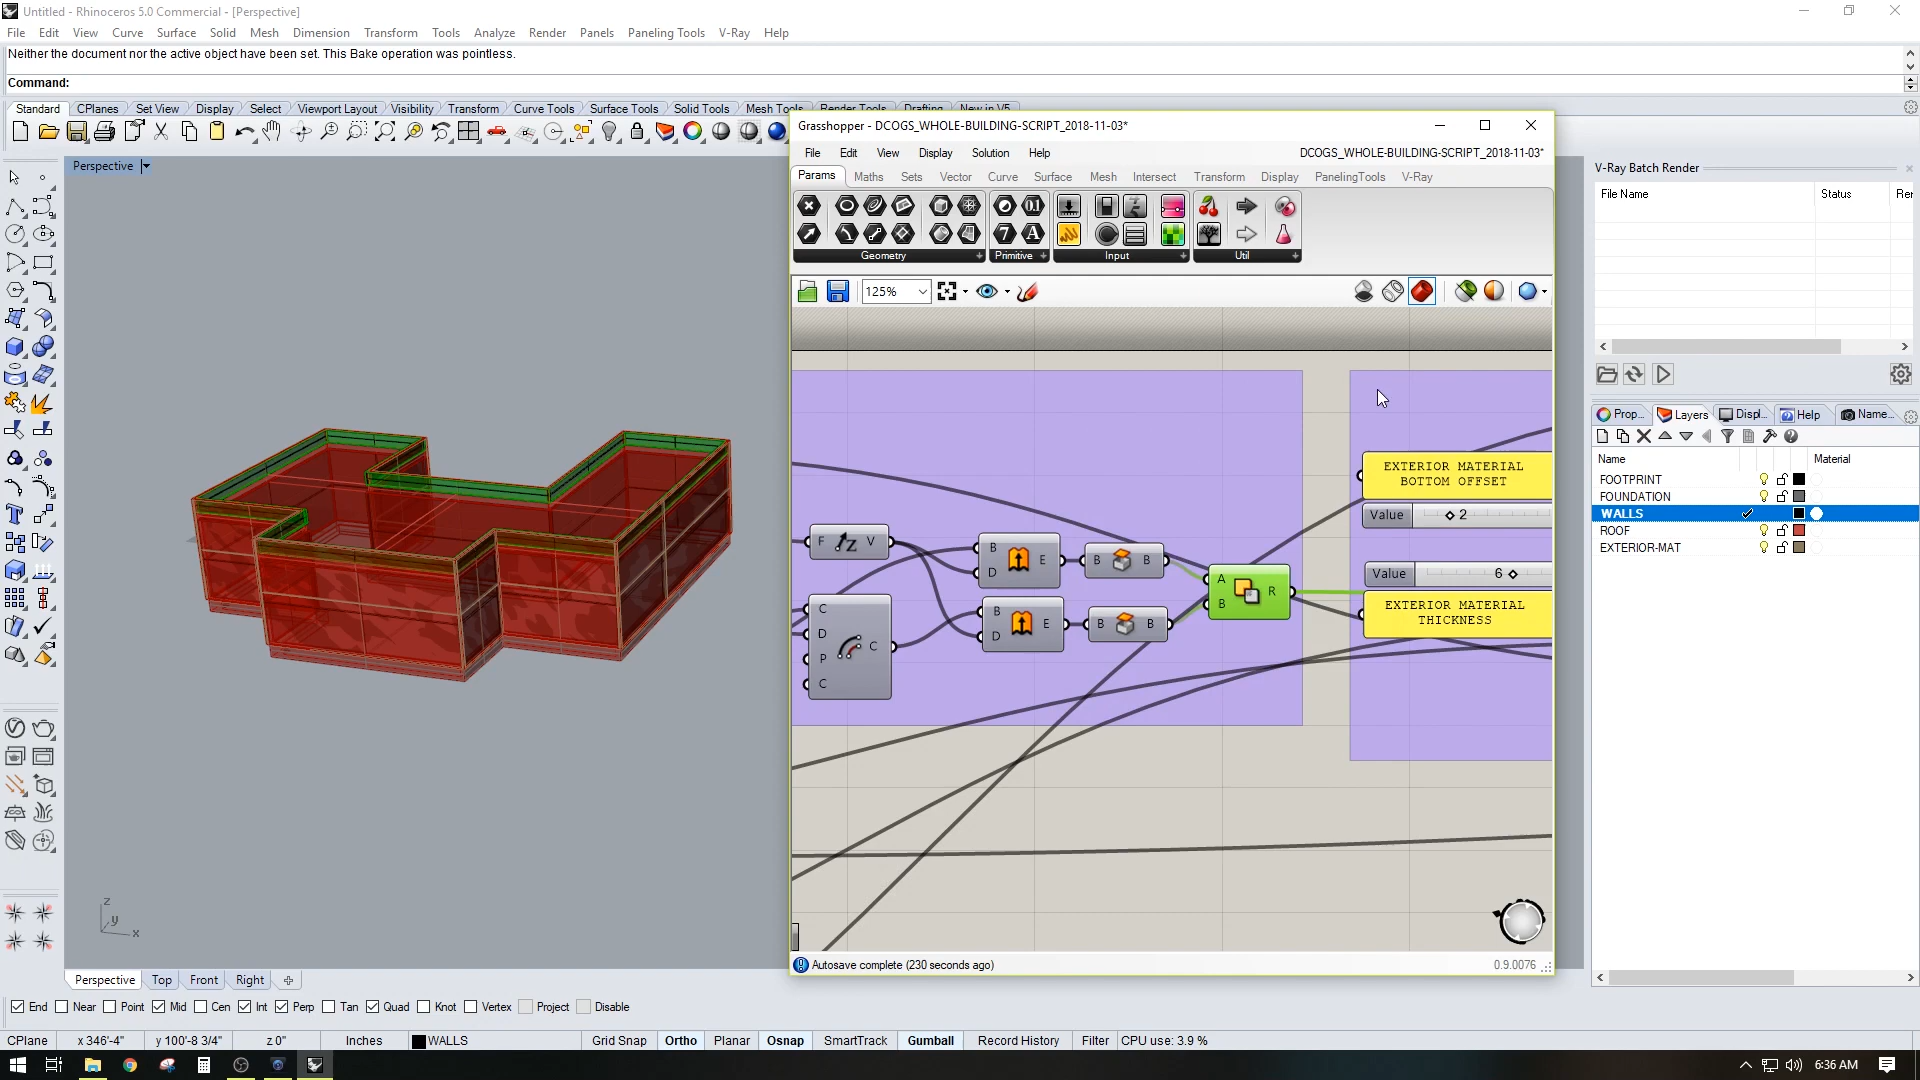 Untitled - Rhinoceros 5.0 Commercial - [Perspective]
File Edit View Curve Surface Solid Mesh Dimension Transform Tools Analyze Render Panels Paneling Tools V-Ray Help
Neither the document nor the active object have been set. This Bake operation was pointless.
Command:
Standard CPlanes Set View Display Select Viewport Layout Visibility Transform Curve Tools Surface Tools Solid Tools Mesh Tools Render Tools Drafting New in V5
Perspective
Grasshopper - DCOGS_WHOLE-BUILDING-SCRIPT_2018-11-03*
File Edit View Display Solution Help DCOGS_WHOLE-BUILDING-SCRIPT_2018-11-03*
Params Maths Sets Vector Curve Surface Mesh Intersect Transform Display PanelingTools V-Ray
Geometry Primitive Input Util
125%
EXTERIOR MATERIAL
BOTTOM OFFSET
Value 2
F V
B D E
B B
A B R
Value 6
EXTERIOR MATERIAL
THICKNESS
C D P C C
B D E
B B
Autosave complete (230 seconds ago) 0.9.0076
V-Ray Batch Render
File Name Status Rer
Prop... Layers Displ... Help Name...
Name Material
FOOTPRINT
FOUNDATION
WALLS
ROOF
EXTERIOR-MAT
z
y
x
Perspective Top Front Right
End Near Point Mid Cen Int Perp Tan Quad Knot Vertex Project Disable
CPlane x 346'-4" y 100'-8 3/4" z 0" Inches WALLS Grid Snap Ortho Planar Osnap SmartTrack Gumball Record History Filter CPU use: 3.9 %
6:36 AM